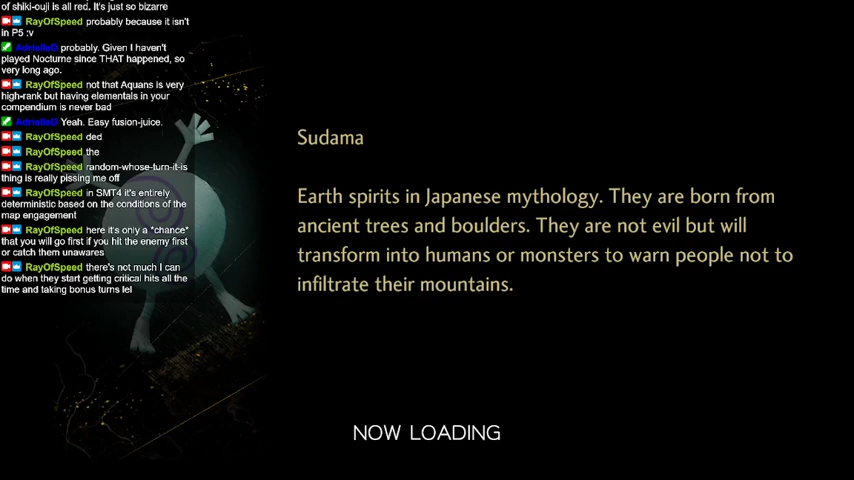 of shiki-ouji is all red. It's just so bizarre
RayOfSpeed probably because it isn't
in P5 :v
AdrielleD probably. Given I haven't
played Nocturne since THAT happened, so
very long ago.
RayOfSpeed not that Aquans is very
high-rank but having elementals in your
compendium is never bad
AdrielleD Yeah. Easy fusion-juice.
RayOfSpeed ded
RayOfSpeed the
RayOfSpeed random-whose-turn-it-is
thing is really pissing me off
RayOfSpeed in SMT4 it's entirely
deterministic based on the conditions of the
map engagement
RayOfSpeed here it's only a *chance*
that you will go first if you hit the enemy first
or catch them unawares
RayOfSpeed there's not much I can
do when they start getting critical hits all the
time and taking bonus turns lel
Sudama
Earth spirits in Japanese mythology. They are born from
ancient trees and boulders. They are not evil but will
transform into humans or monsters to warn people not to
infiltrate their mountains.
NOW LOADING